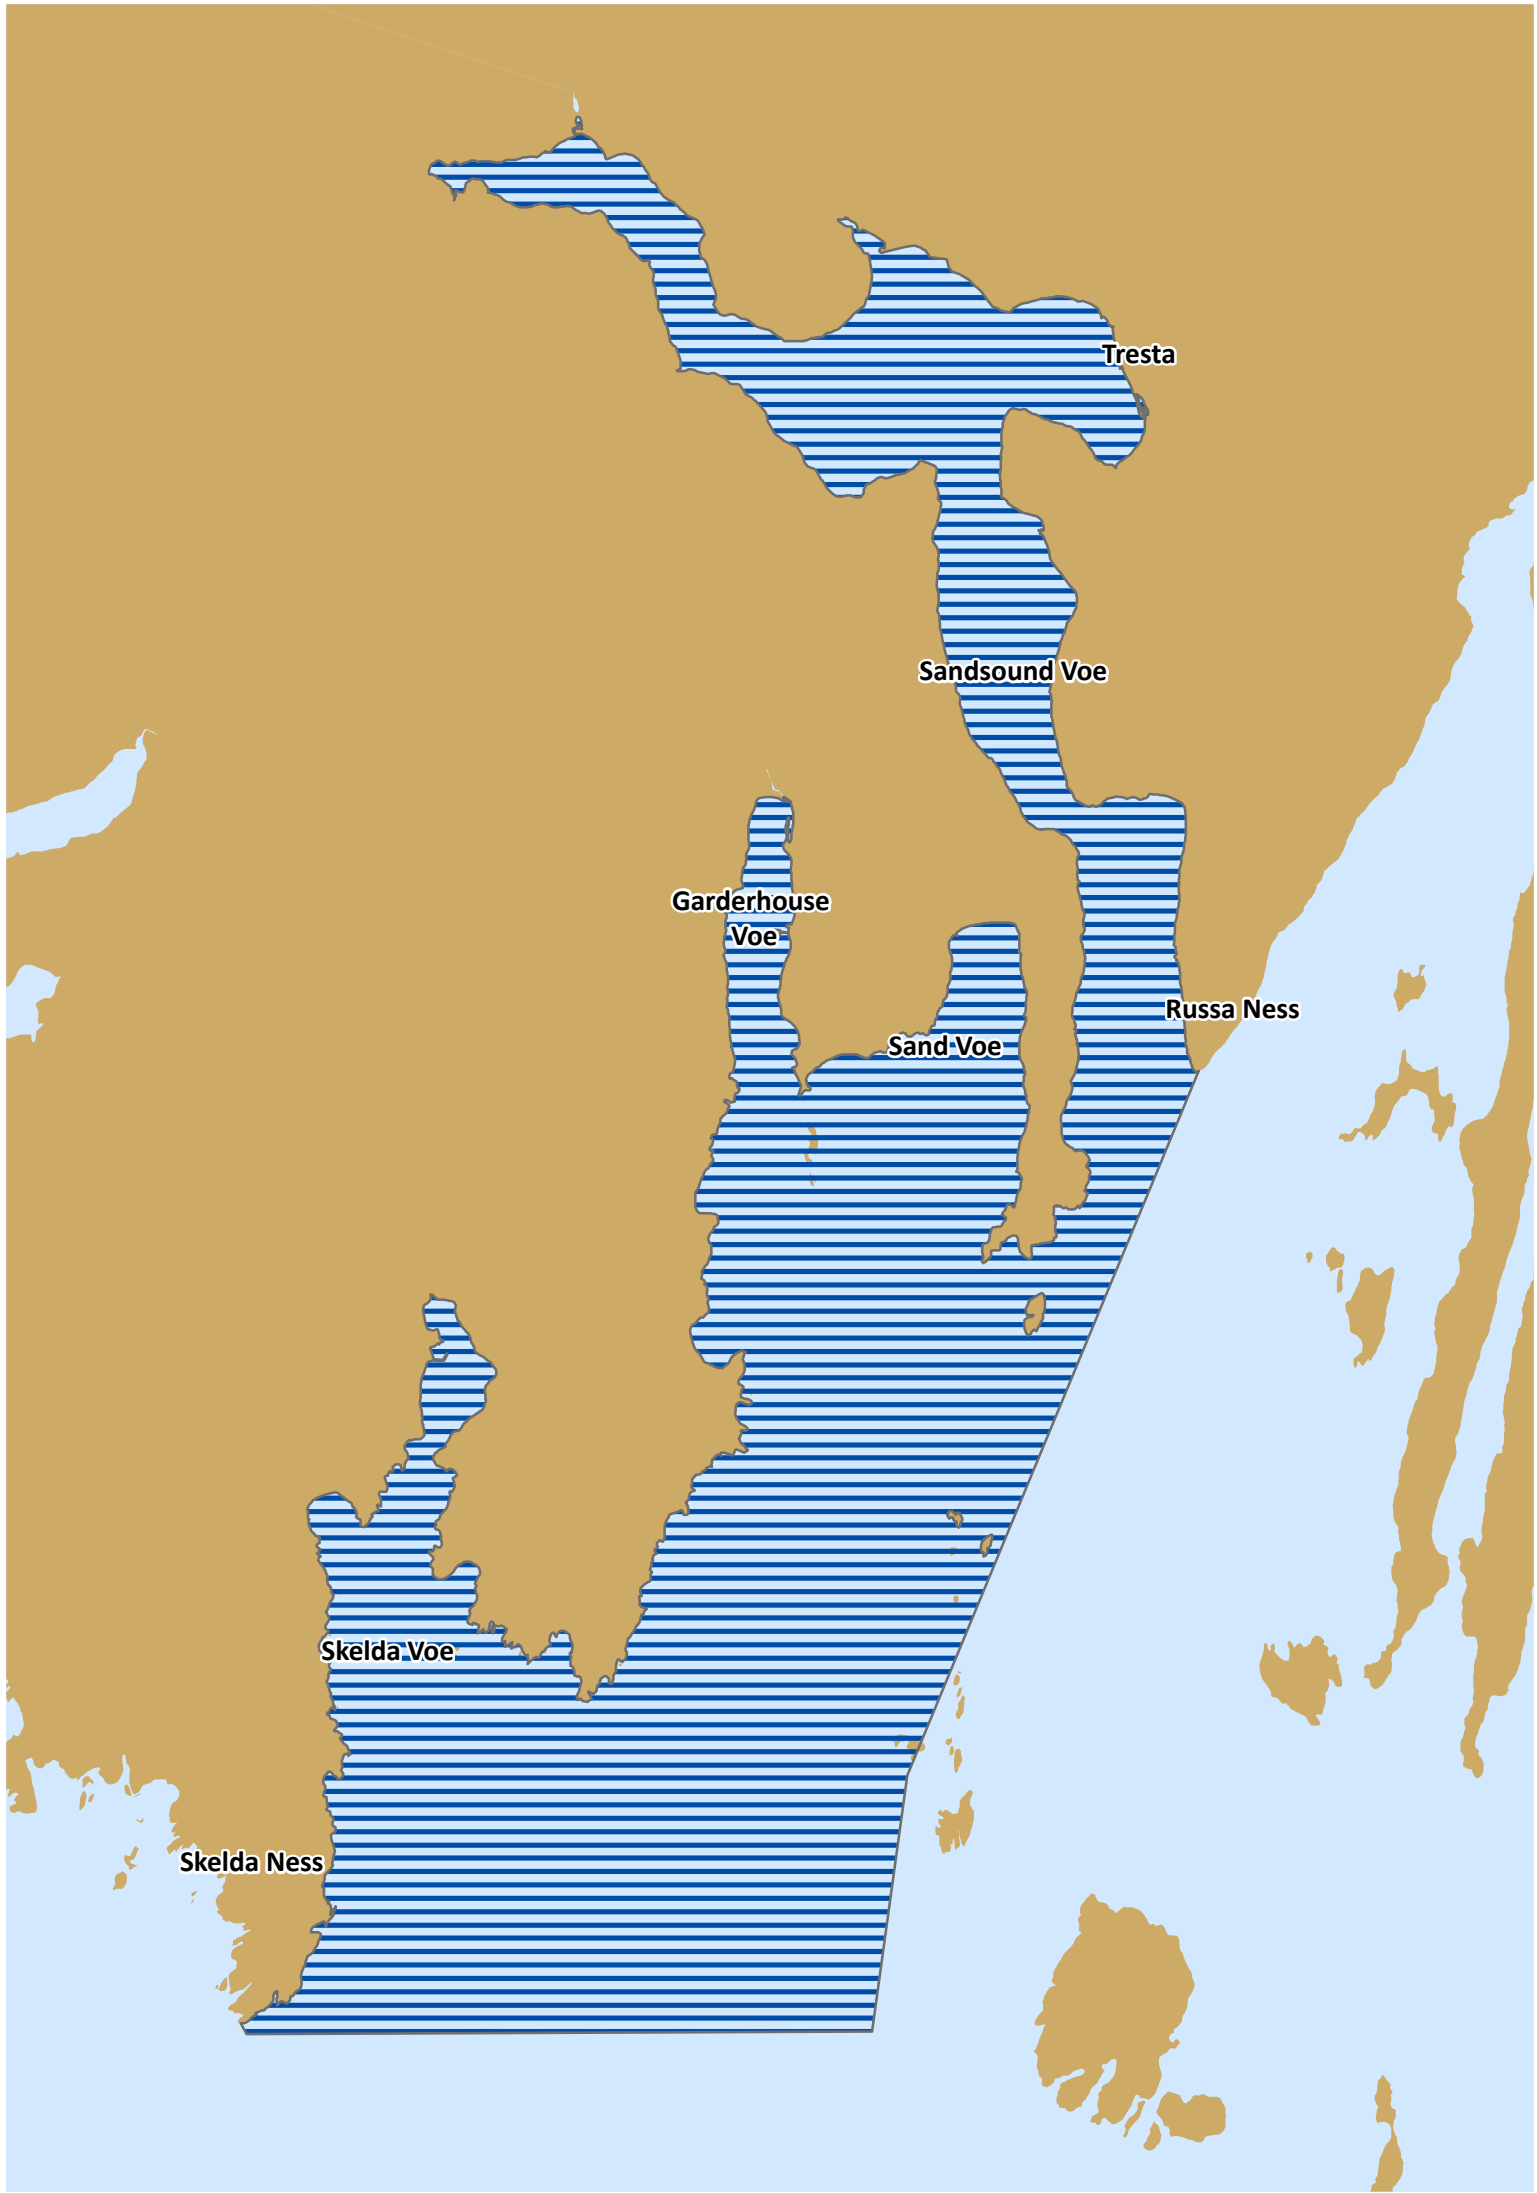 Tresta
Sandsound Voe
Garderhouse
Voe
Russa Ness
Sand Voe
Skelda Voe
Skelda Ness